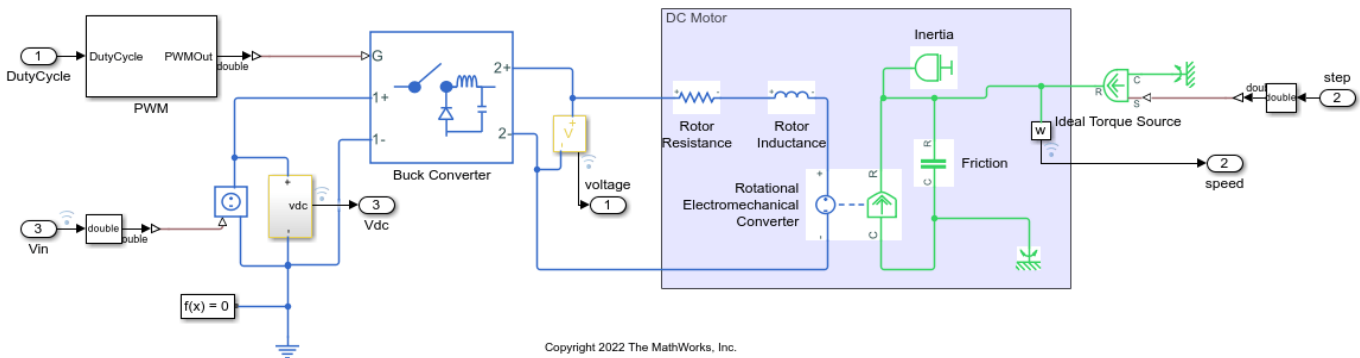 DC Motor
1
DutyCycle
DutyCycle
PWMOut
double
PWM
G
1+
1-
2+
2-
Buck Converter
V
+
-
voltage
1
3
Vin
double
ouble
+
vdc
-
3
Vdc
f(x) = 0
+
-
Rotor
Resistance
+
-
Rotor
Inductance
Inertia
Rotational
Electromechanical
Converter
+
-
R
C
R
C
Friction
w
R
C
S
Ideal Torque Source
doul
double
step
2
2
speed
Copyright 2022 The MathWorks, Inc.